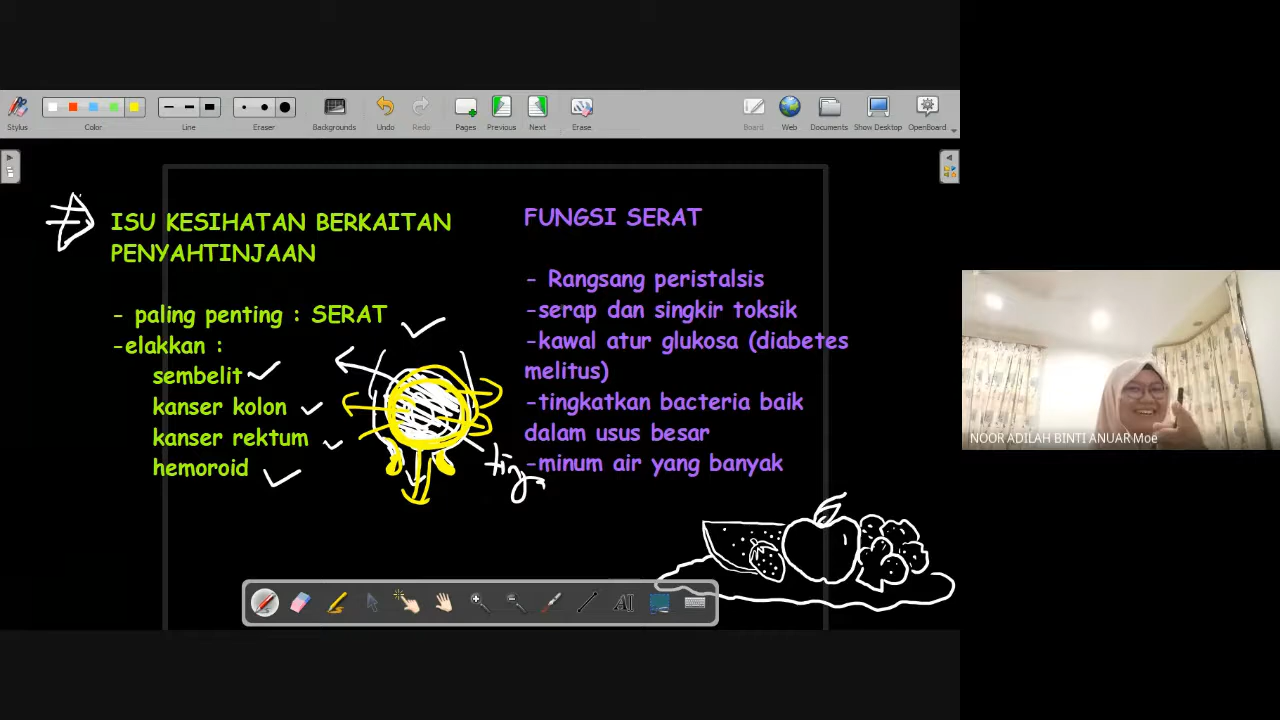 Stylus
Color
Line
Eraser
Backgrounds
Undo
Redo
Pages
Previous
Next
Erase
Board
Web
Documents
Show Desktop
OpenBoard
ISU KESIHATAN BERKAITAN
PENYAHTINJAAN
- paling penting : SERAT
-elakkan :
sembelit
kanser kolon
kanser rektum
hemoroid
FUNGSI SERAT
- Rangsang peristalsis
-serap dan singkir toksik
-kawal atur glukosa (diabetes
melitus)
-tingkatkan bacteria baik
dalam usus besar
-minum air yang banyak
NOOR ADILAH BINTI ANUAR Moe